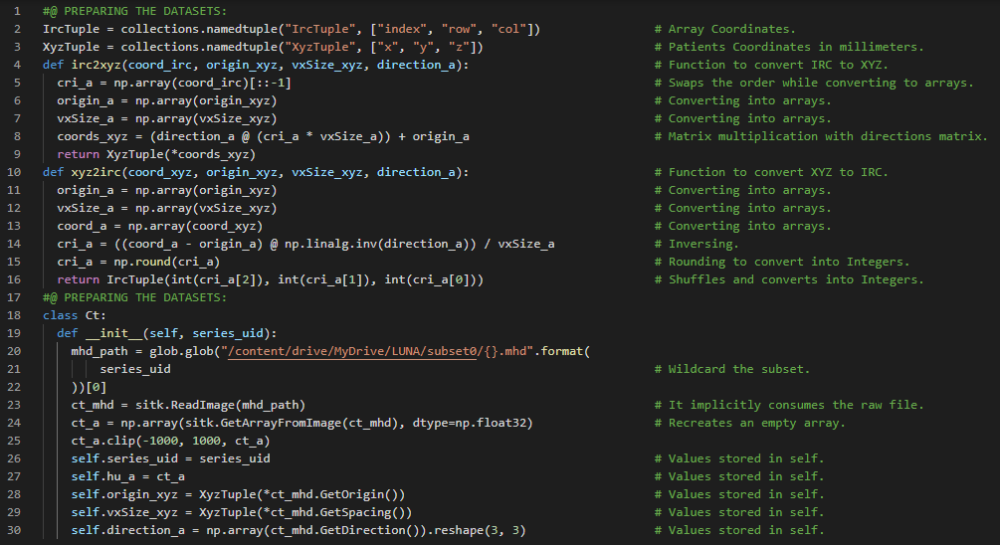 1 #@ PREPARING THE DATASETS:
2 IrcTuple = collections.namedtuple("IrcTuple", ["index", "row", "col"]) # Array Coordinates.
3 XyzTuple = collections.namedtuple("XyzTuple", ["x", "y", "z"]) # Patients Coordinates in millimeters.
4 def irc2xyz(coord_irc, origin_xyz, vxSize_xyz, direction_a): # Function to convert IRC to XYZ.
5   cri_a = np.array(coord_irc)[::-1] # Swaps the order while converting to arrays.
6   origin_a = np.array(origin_xyz) # Converting into arrays.
7   vxSize_a = np.array(vxSize_xyz) # Converting into arrays.
8   coords_xyz = (direction_a @ (cri_a * vxSize_a)) + origin_a # Matrix multiplication with directions matrix.
9   return XyzTuple(*coords_xyz)
10 def xyz2irc(coord_xyz, origin_xyz, vxSize_xyz, direction_a): # Function to convert XYZ to IRC.
11   origin_a = np.array(origin_xyz) # Converting into arrays.
12   vxSize_a = np.array(vxSize_xyz) # Converting into arrays.
13   coord_a = np.array(coord_xyz) # Converting into arrays.
14   cri_a = ((coord_a - origin_a) @ np.linalg.inv(direction_a)) / vxSize_a # Inversing.
15   cri_a = np.round(cri_a) # Rounding to convert into Integers.
16   return IrcTuple(int(cri_a[2]), int(cri_a[1]), int(cri_a[0])) # Shuffles and converts into Integers.
17 #@ PREPARING THE DATASETS:
18 class Ct:
19   def __init__(self, series_uid):
20     mhd_path = glob.glob("/content/drive/MyDrive/LUNA/subset0/{}.mhd".format(
21         series_uid # Wildcard the subset.
22     ))[0]
23     ct_mhd = sitk.ReadImage(mhd_path) # It implicitly consumes the raw file.
24     ct_a = np.array(sitk.GetArrayFromImage(ct_mhd), dtype=np.float32) # Recreates an empty array.
25     ct_a.clip(-1000, 1000, ct_a)
26     self.series_uid = series_uid # Values stored in self.
27     self.hu_a = ct_a # Values stored in self.
28     self.origin_xyz = XyzTuple(*ct_mhd.GetOrigin()) # Values stored in self.
29     self.vxSize_xyz = XyzTuple(*ct_mhd.GetSpacing()) # Values stored in self.
30     self.direction_a = np.array(ct_mhd.GetDirection()).reshape(3, 3) # Values stored in self.